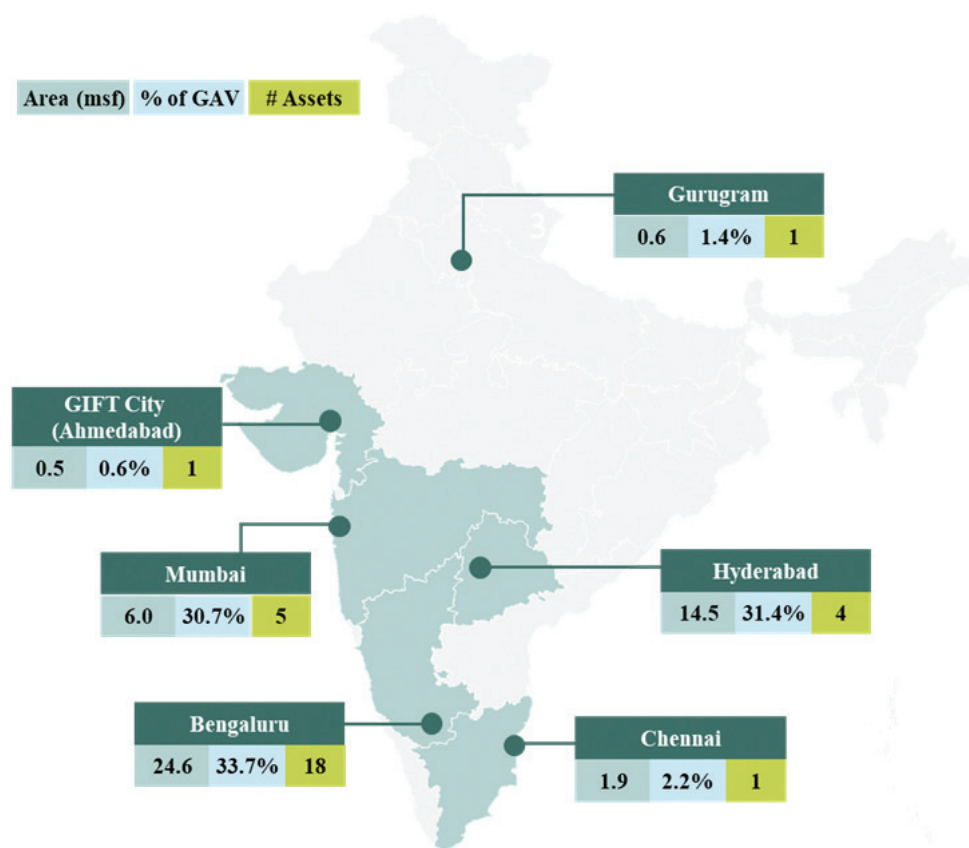 Area (msf) % of GAV # Assets
Gurugram
0.6 1.4% 1
3
GIFT City
(Ahmedabad)
0.5 0.6% 1
Mumbai
6.0 30.7% 5
Hyderabad
14.5 31.4% 4
Bengaluru
24.6 33.7% 18
Chennai
1.9 2.2% 1